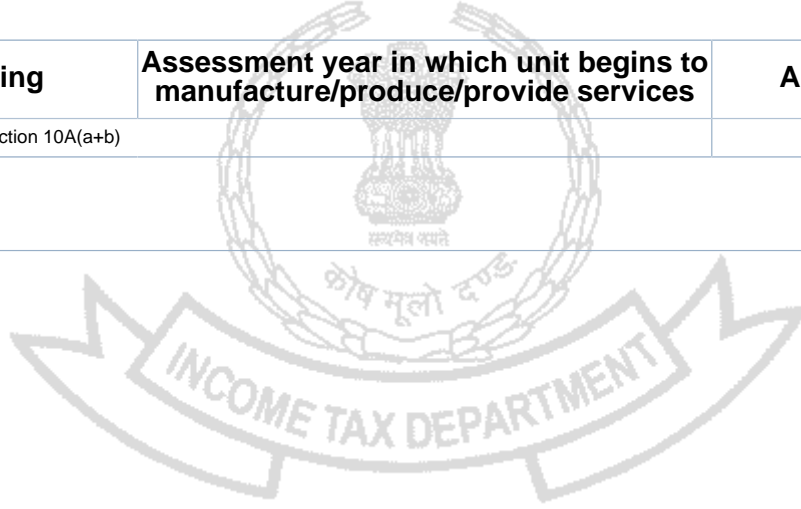 ing
Assessment year in which unit begins to
manufacture/produce/provide services
A
ction 10A(a+b)
सत्यमेव जयते
कोष मूलो दण्ड:
INCOME TAX DEPARTMENT